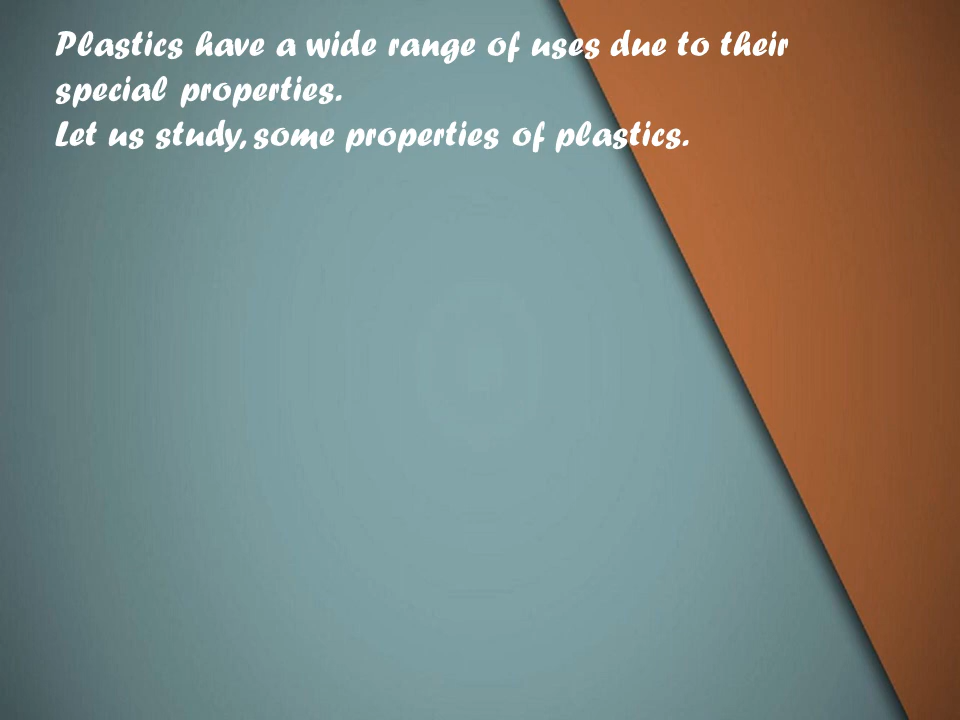 Plastics have a wide range of uses due to their
special properties.
Let us study, some properties of plastics.